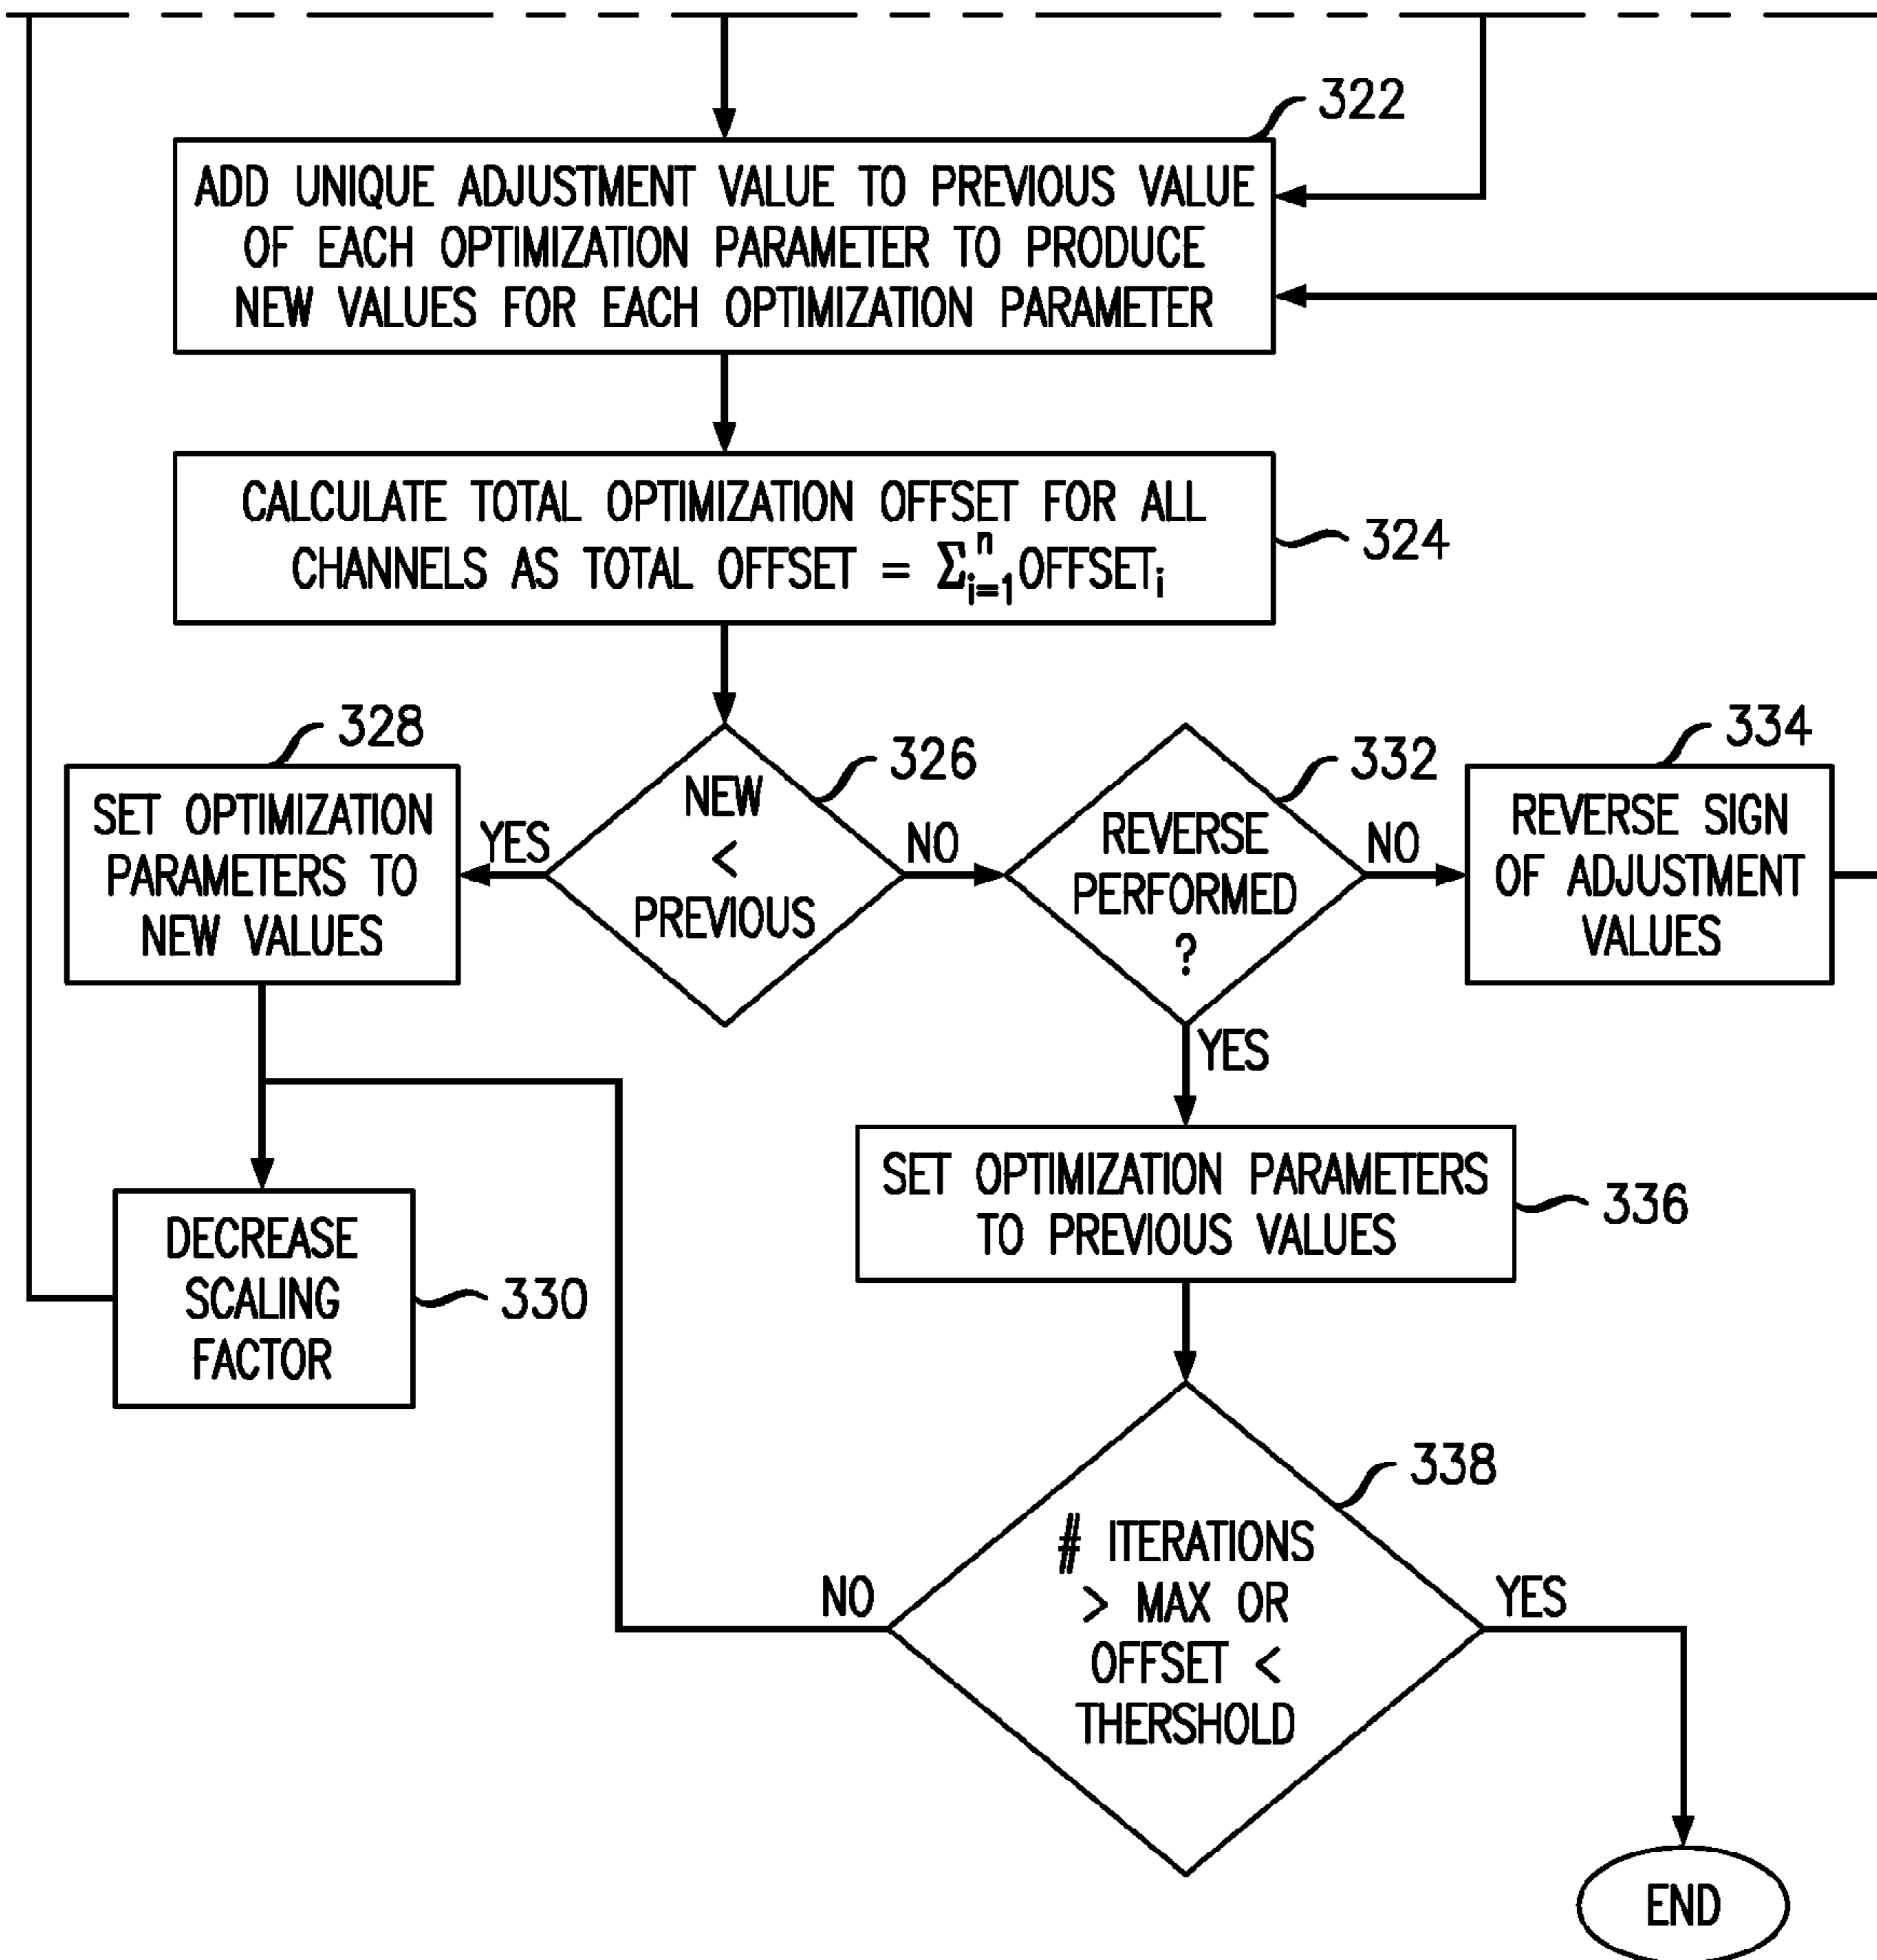 322
ADD UNIQUE ADJUSTMENT VALUE TO PREVIOUS VALUE
OF EACH OPTIMIZATION PARAMETER TO PRODUCE
NEW VALUES FOR EACH OPTIMIZATION PARAMETER
CALCULATE TOTAL OPTIMIZATION OFFSET FOR ALL
CHANNELS AS TOTAL OFFSET = Σⁿᵢ₌₁ OFFSETᵢ
324
328
SET OPTIMIZATION
PARAMETERS TO
NEW VALUES
YES
326
NEW
<
PREVIOUS
NO
332
REVERSE
PERFORMED
?
NO
334
REVERSE SIGN
OF ADJUSTMENT
VALUES
YES
SET OPTIMIZATION PARAMETERS
TO PREVIOUS VALUES
336
DECREASE
SCALING
FACTOR
330
338
# ITERATIONS
> MAX OR
OFFSET <
THERSHOLD
NO
YES
END